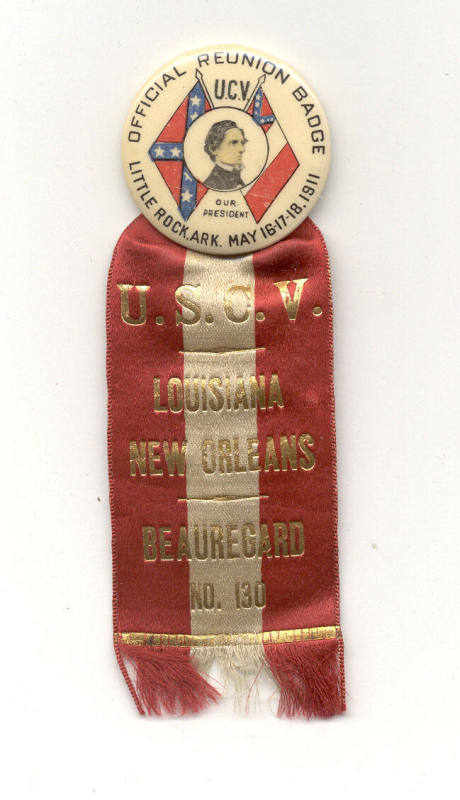 OFFICIAL REUNION BADGE
U.C.V.
OUR
PRESIDENT
LITTLE ROCK, ARK. MAY 16-17-18, 1911
U. S. C. V.
LOUISIANA
NEW ORLEANS
BEAUREGARD
NO. 130